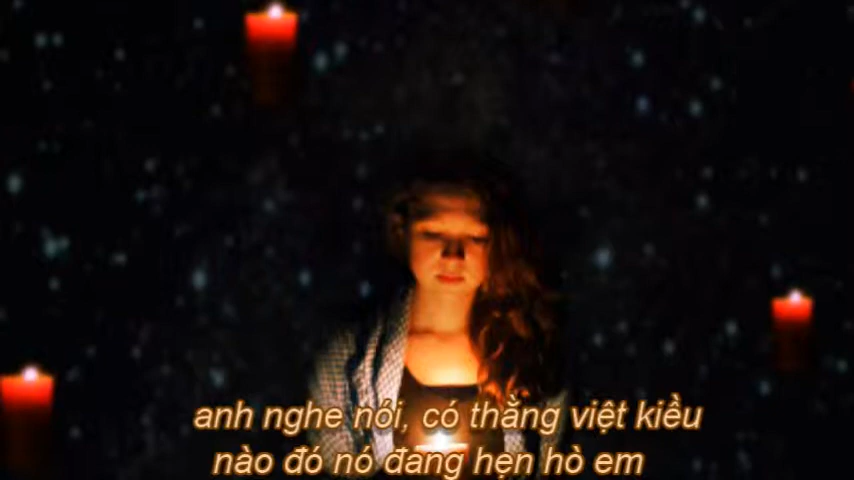 anh nghe nói, có thằng việt kiều
nào đó nó đang hẹn hò em